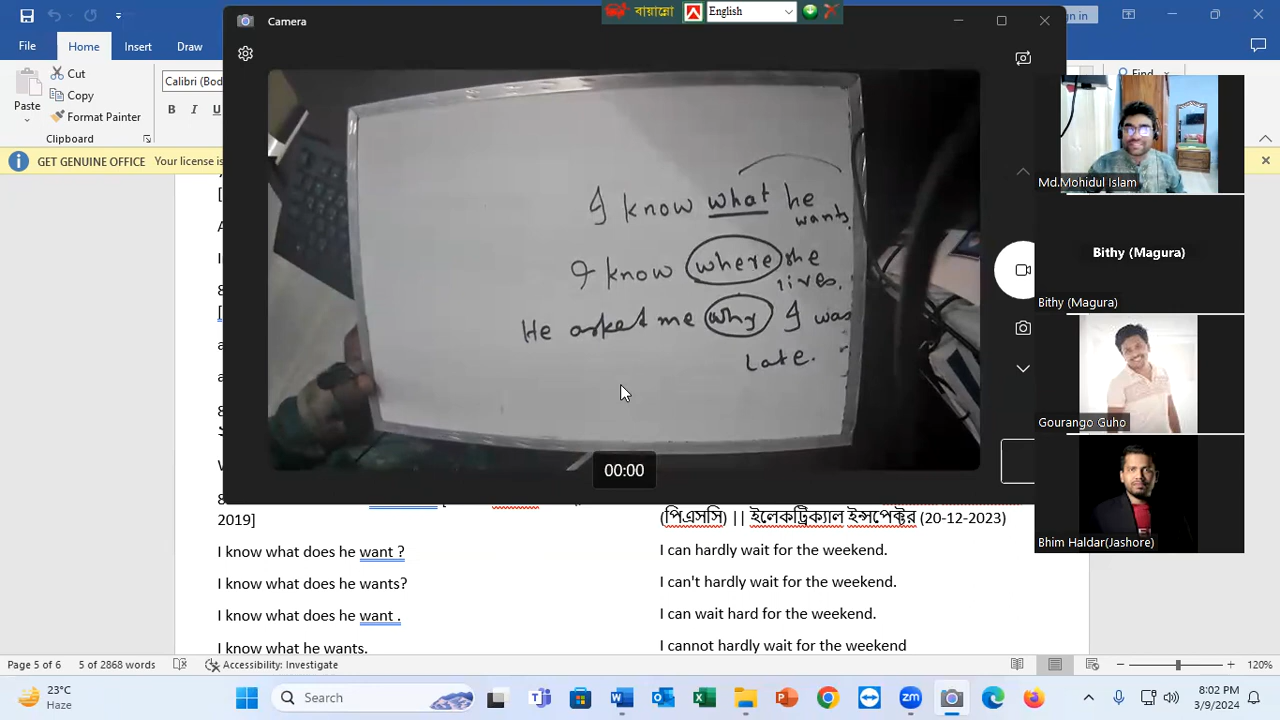 বায়ান্নো English
Camera
ign in
File Home Insert Draw
Cut
Copy
Format Painter
Paste
Clipboard
Calibri (Bod
B I
Find
GET GENUINE OFFICE Your license is
I know what he
wants.
I know where she
lives.
He asked me why I was
late.
00:00
Md.Mohidul Islam
Bithy (Magura)
Bithy (Magura)
Gourango Guho
Bhim Haldar(Jashore)
2019]
I know what does he want ?
I know what does he wants?
I know what does he want .
I know what he wants.
(পিএসসি) || ইলেকট্রিক্যাল ইন্সপেক্টর (20-12-2023)
I can hardly wait for the weekend.
I can't hardly wait for the weekend.
I can wait hard for the weekend.
I cannot hardly wait for the weekend
Page 5 of 6 5 of 2868 words Accessibility: Investigate 120%
23°C
Haze
Search
8:02 PM
3/9/2024